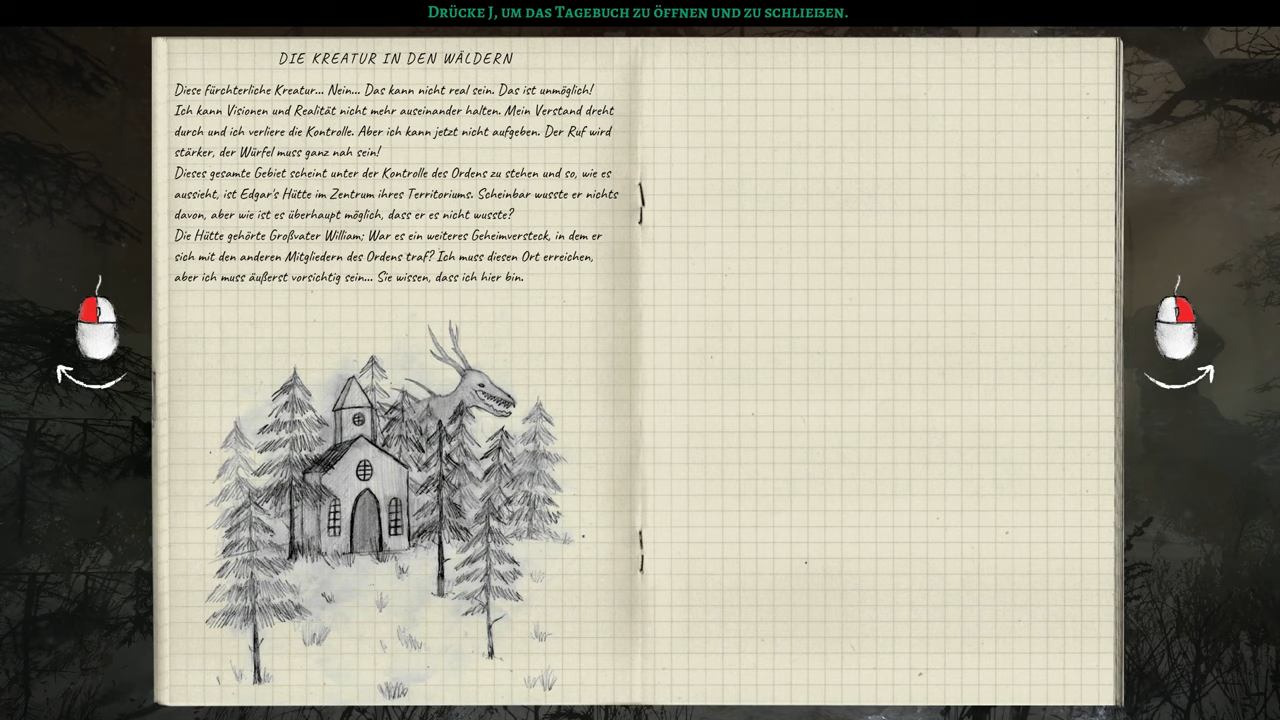 Drücke J, um das Tagebuch zu öffnen und zu schließen.
DIE KREATUR IN DEN WÄLDERN
Diese fürchterliche Kreatur... Nein... Das kann nicht real sein. Das ist unmöglich!
Ich kann Visionen und Realität nicht mehr auseinander halten. Mein Verstand dreht
durch und ich verliere die Kontrolle. Aber ich kann jetzt nicht aufgeben. Der Ruf wird
stärker, der Würfel muss ganz nah sein!
Dieses gesamte Gebiet scheint unter der Kontrolle des Ordens zu stehen und so, wie es
aussieht, ist Edgar's Hütte im Zentrum ihres Territoriums. Scheinbar wusste er nichts
davon, aber wie ist es überhaupt möglich, dass er es nicht wusste?
Die Hütte gehörte Großvater William; War es ein weiteres Geheimversteck, in dem er
sich mit den anderen Mitgliedern des Ordens traf? Ich muss diesen Ort erreichen,
aber ich muss äußerst vorsichtig sein... Sie wissen, dass ich hier bin.